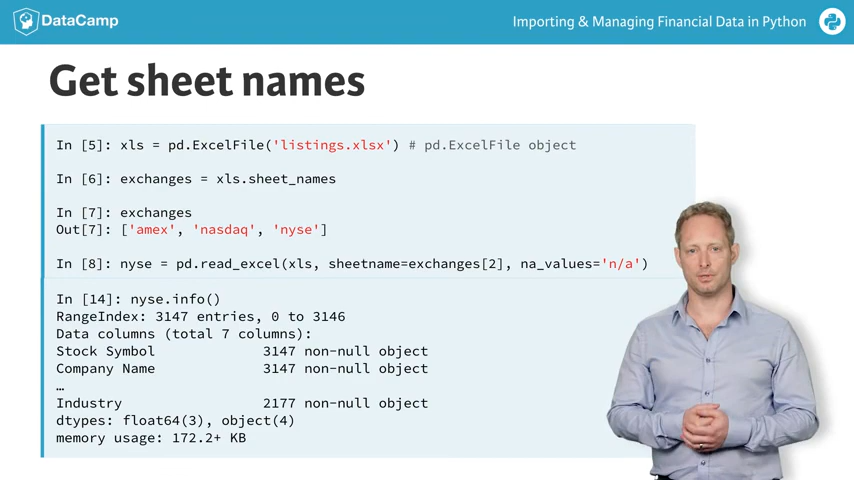 DataCamp
Importing & Managing Financial Data in Python
Get sheet names
In [5]: xls = pd.ExcelFile('listings.xlsx') # pd.ExcelFile object
In [6]: exchanges = xls.sheet_names
In [7]: exchanges
Out[7]: ['amex', 'nasdaq', 'nyse']
In [8]: nyse = pd.read_excel(xls, sheetname=exchanges[2], na_values='n/a')
In [14]: nyse.info()
RangeIndex: 3147 entries, 0 to 3146
Data columns (total 7 columns):
Stock Symbol 3147 non-null object
Company Name 3147 non-null object
…
Industry 2177 non-null object
dtypes: float64(3), object(4)
memory usage: 172.2+ KB